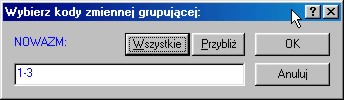 Wybierz kody zmiennej grupującej:
NOWAZM: Wszystkie Przybliż OK
1-3 Anuluj